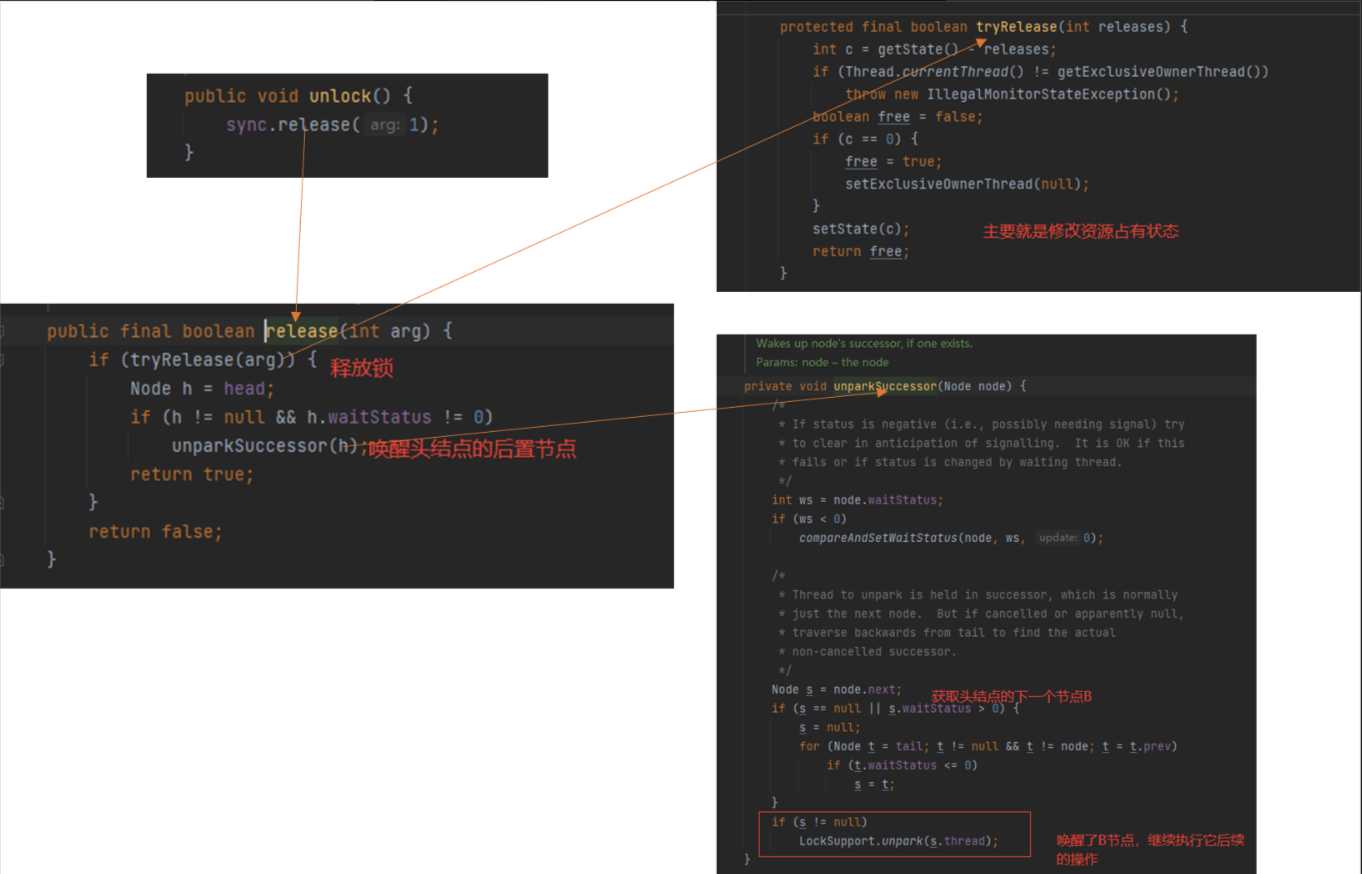 public void unlock() {
sync.release( arg: 1);
}
public final boolean release(int arg) {
if (tryRelease(arg)) {
释放锁
Node h = head;
if (h != null && h.waitStatus != 0)
unparkSuccessor(h);唤醒头结点的后置节点
return true;
}
return false;
}
protected final boolean tryRelease(int releases) {
int c = getState() - releases;
if (Thread.currentThread() != getExclusiveOwnerThread())
throw new IllegalMonitorStateException();
boolean free = false;
if (c == 0) {
free = true;
setExclusiveOwnerThread(null);
}
setState(c);
主要就是修改资源占有状态
return free;
}
Wakes up node's successor, if one exists.
Params: node – the node
private void unparkSuccessor(Node node) {
/*
* If status is negative (i.e., possibly needing signal) try
* to clear in anticipation of signalling.  It is OK if this
* fails or if status is changed by waiting thread.
*/
int ws = node.waitStatus;
if (ws < 0)
compareAndSetWaitStatus(node, ws, update: 0);
/*
* Thread to unpark is held in successor, which is normally
* just the next node.  But if cancelled or apparently null,
* traverse backwards from tail to find the actual
* non-cancelled successor.
*/
Node s = node.next;
获取头结点的下一个节点B
if (s == null || s.waitStatus > 0) {
s = null;
for (Node t = tail; t != null && t != node; t = t.prev)
if (t.waitStatus <= 0)
s = t;
}
if (s != null)
LockSupport.unpark(s.thread);
唤醒了B节点，继续执行它后续
的操作
}